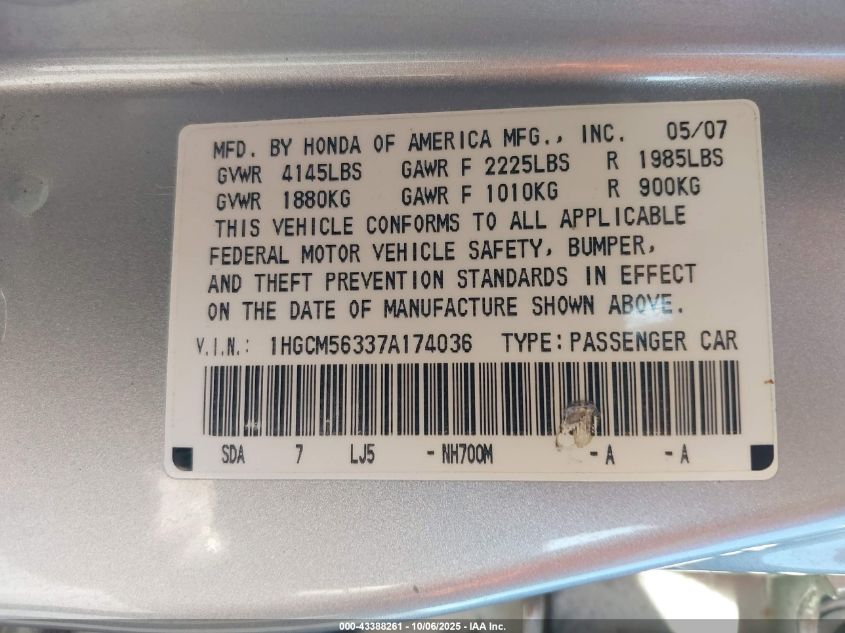 MFD. BY HONDA OF AMERICA MFG., INC. 05/07
GVWR 4145LBS GAWR F 2225LBS R 1985LBS
GVWR 1880KG GAWR F 1010KG R 900KG
THIS VEHICLE CONFORMS TO ALL APPLICABLE
FEDERAL MOTOR VEHICLE SAFETY, BUMPER,
AND THEFT PREVENTION STANDARDS IN EFFECT
ON THE DATE OF MANUFACTURE SHOWN ABOVE.
V.I.N.: 1HGCM56337A174036 TYPE: PASSENGER CAR
SDA 7 LJ5 - NH700M - A - A
000-43388261 - 10/06/2025 - IAA Inc.